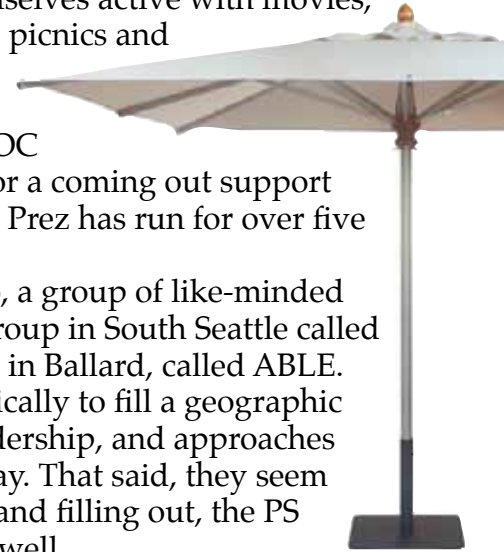 selves active with movies,
picnics and
OC
or a coming out support
Prez has run for over five
, a group of like-minded
roup in South Seattle called
in Ballard, called ABLE.
ically to fill a geographic
dership, and approaches
ay. That said, they seem
and filling out, the PS
well